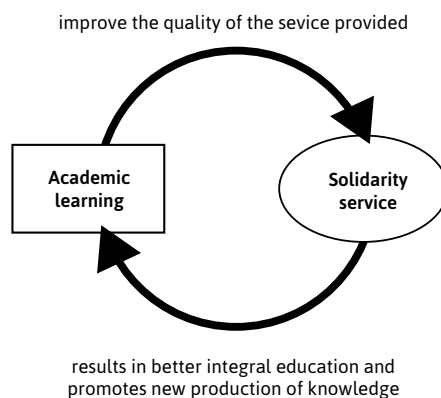 improve the quality of the sevice provided
Academic
learning
Solidarity
service
results in better integral education and
promotes new production of knowledge